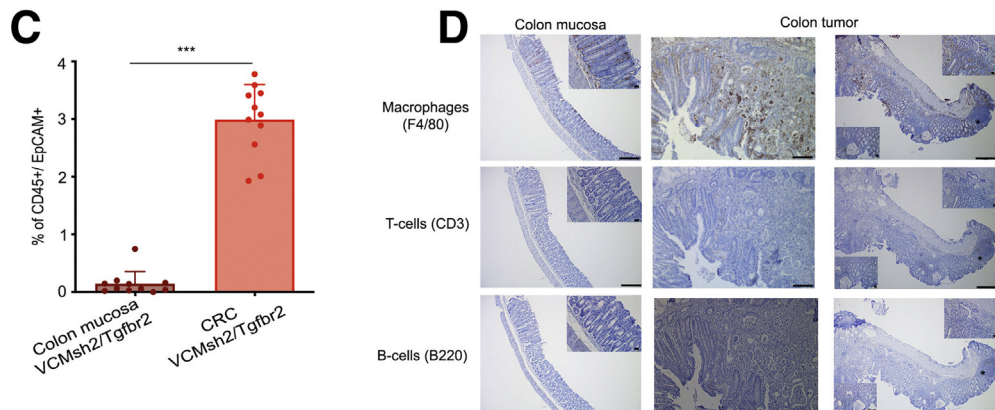 C
***
% of CD45+/ EpCAM+
4
3
2
1
0
Colon mucosa
VCMsh2/Tgfbr2
CRC
VCMsh2/Tgfbr2
D
Colon mucosa
Colon tumor
Macrophages
(F4/80)
T-cells (CD3)
B-cells (B220)
*
*
*